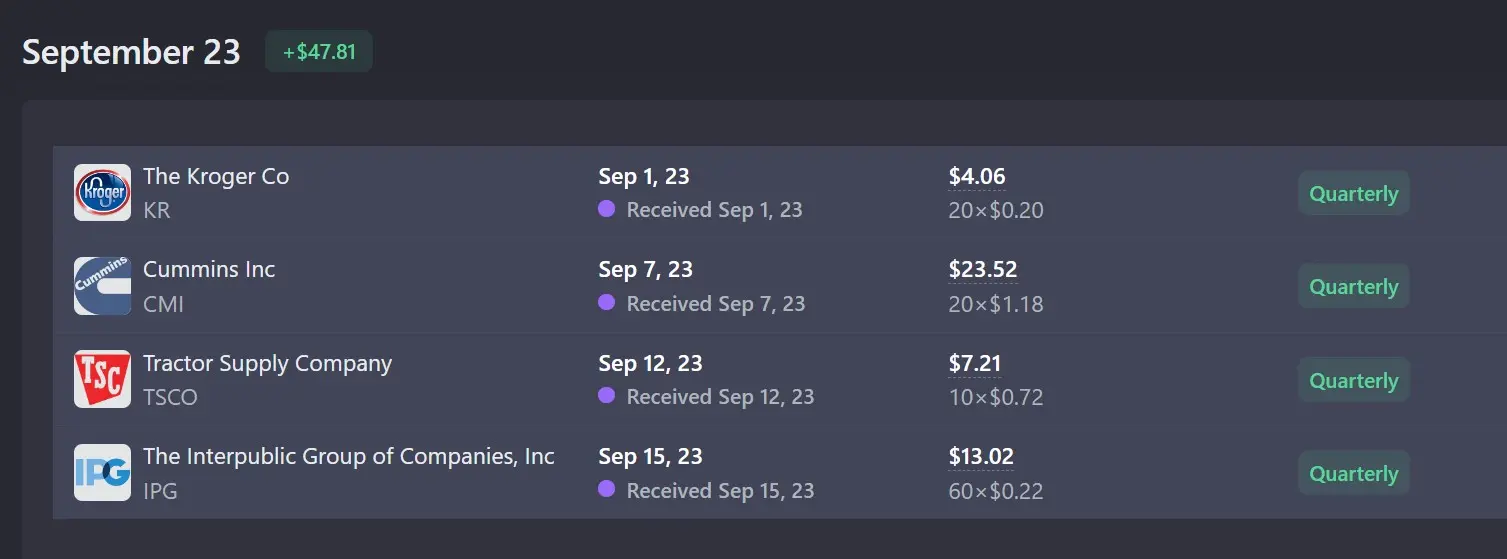 September 23 +$47.81
Kroger
The Kroger Co Sep 1, 23 $4.06 Quarterly
KR Received Sep 1, 23 20×$0.20
Cummins
Cummins Inc Sep 7, 23 $23.52 Quarterly
CMI Received Sep 7, 23 20×$1.18
TSC
Tractor Supply Company Sep 12, 23 $7.21 Quarterly
TSCO Received Sep 12, 23 10×$0.72
IPG
The Interpublic Group of Companies, Inc Sep 15, 23 $13.02 Quarterly
IPG Received Sep 15, 23 60×$0.22